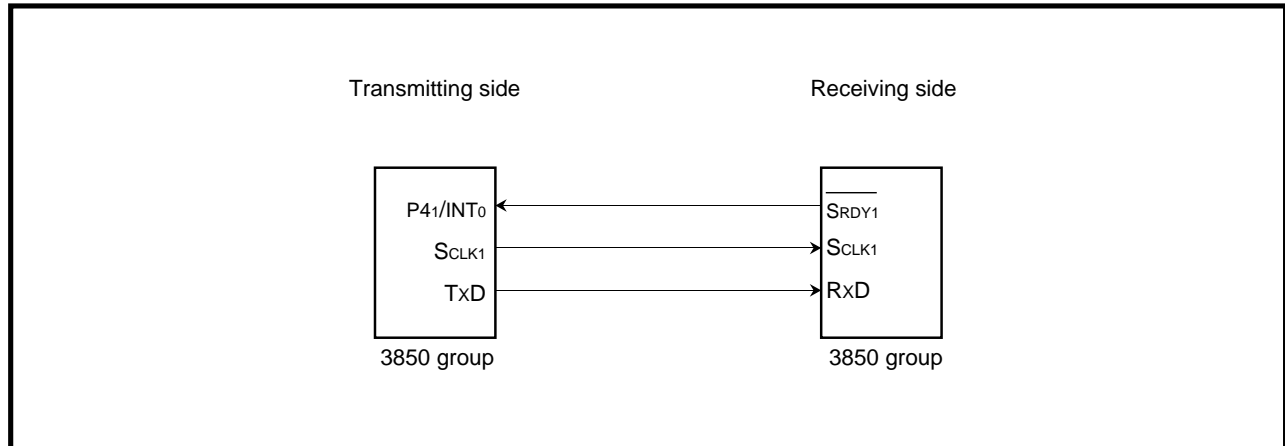 Transmitting side
Receiving side
P41/INT0
SRDY1
SCLK1
SCLK1
TXD
RXD
3850 group
3850 group